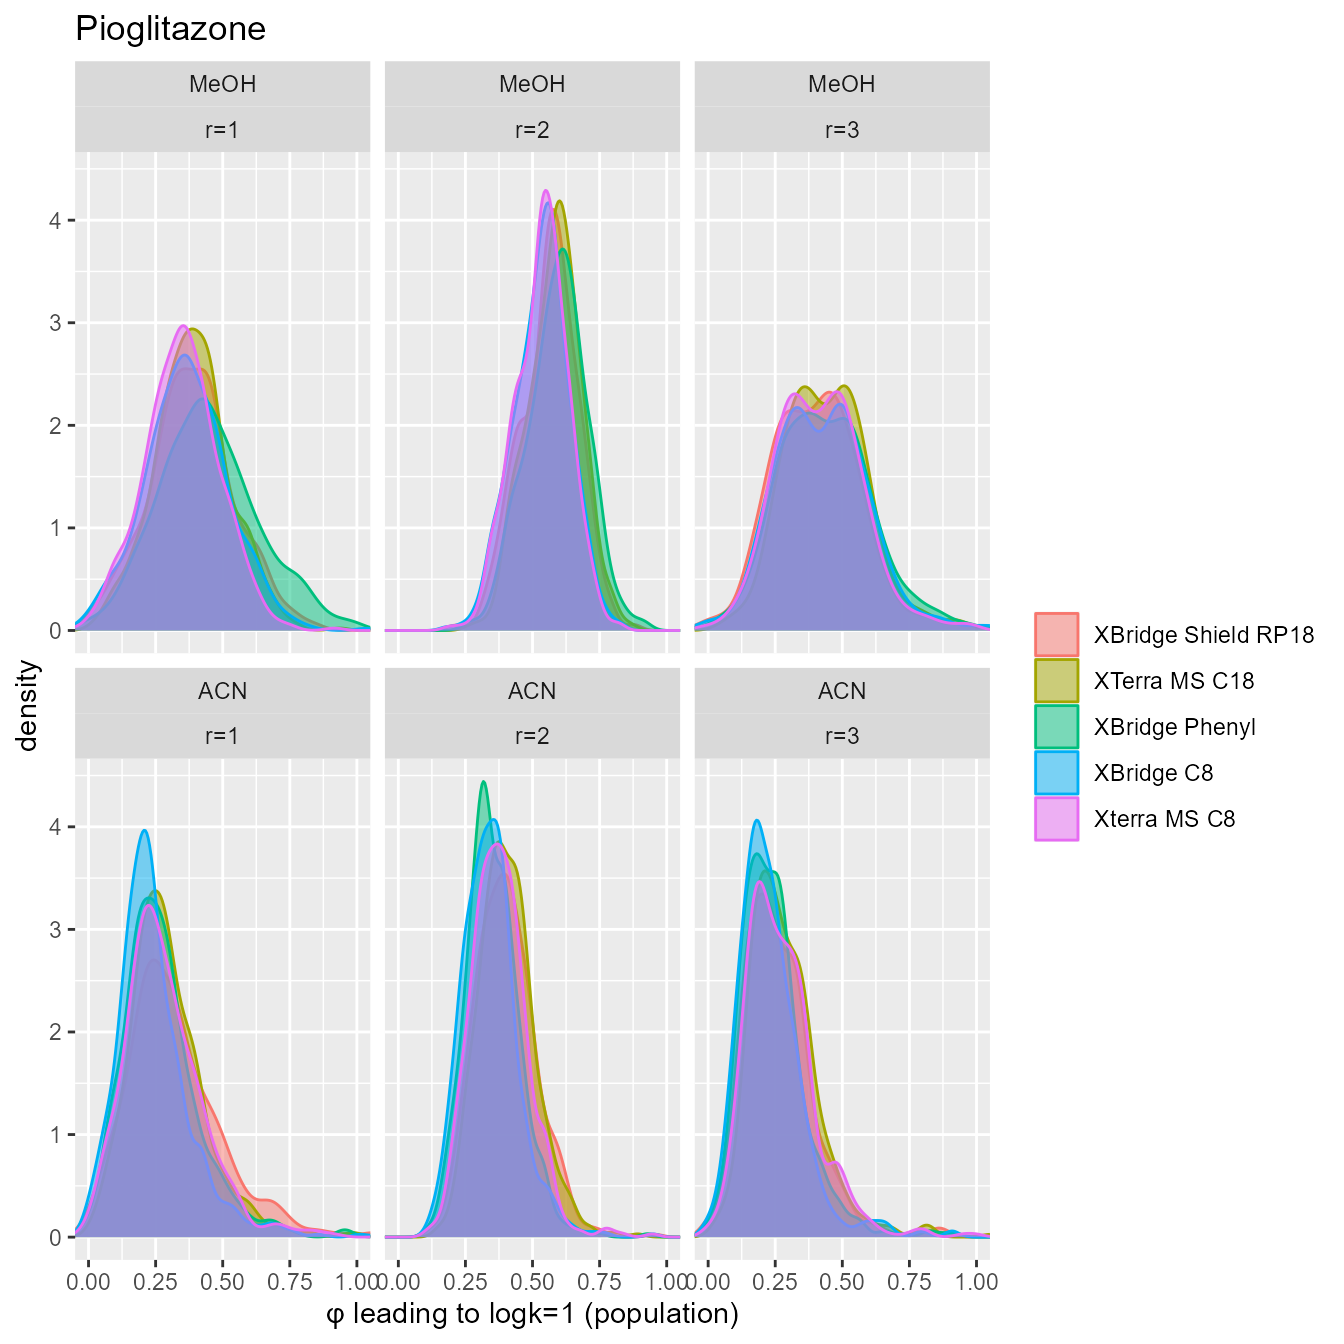 Pioglitazone
MeOH MeOH MeOH
r=1 r=2 r=3
4
3
2
1
0
density
ACN ACN ACN
r=1 r=2 r=3
4
3
2
1
0
0.00 0.25 0.50 0.75 1.00 0.00 0.25 0.50 0.75 1.00 0.00 0.25 0.50 0.75 1.00
φ leading to logk=1 (population)
XBridge Shield RP18
XTerra MS C18
XBridge Phenyl
XBridge C8
Xterra MS C8